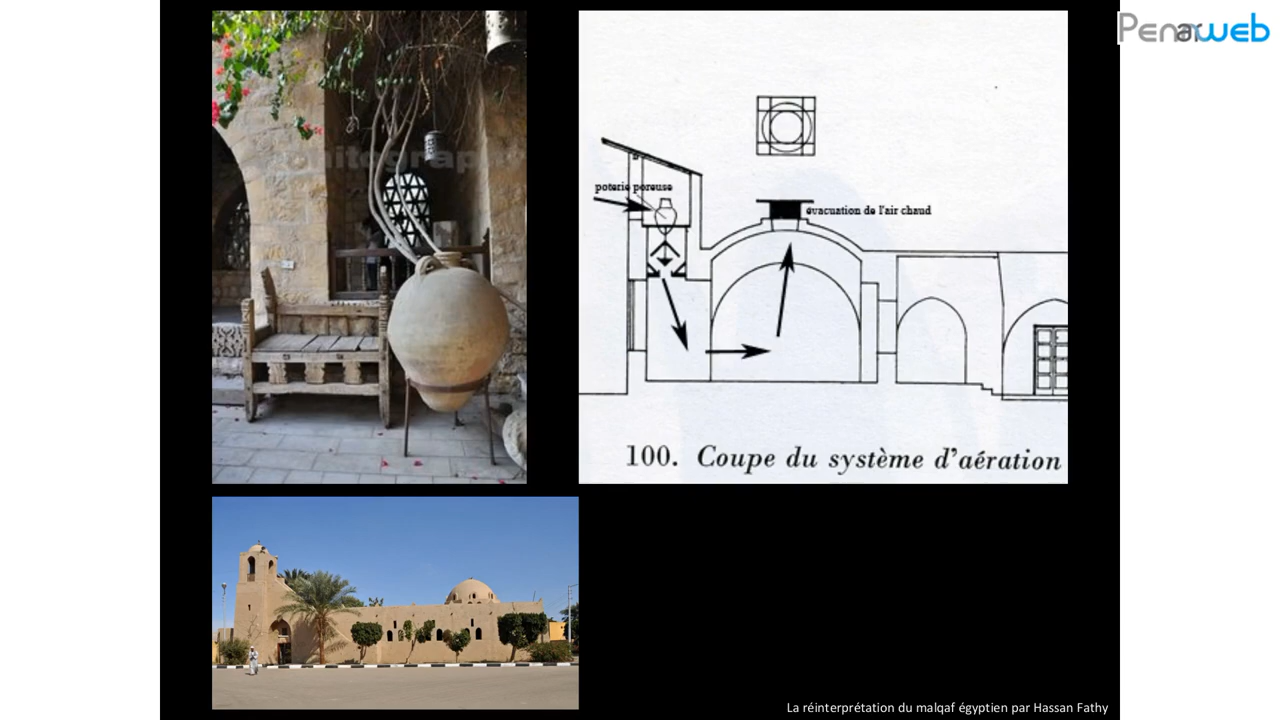 Penarweb
poterie poreuse
évacuation de l'air chaud
100. Coupe du système d'aération
La réinterprétation du malqaf égyptien par Hassan Fathy